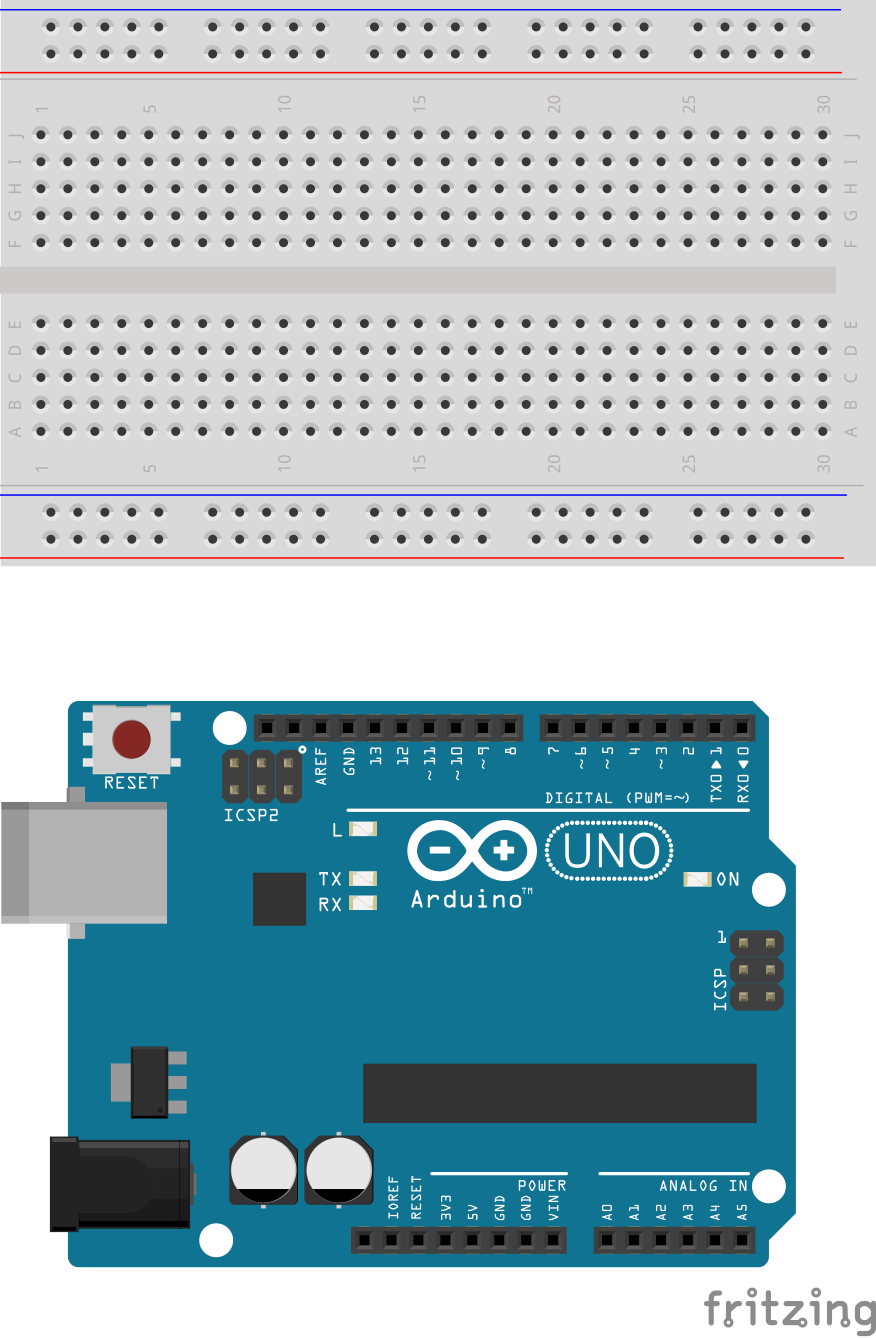 1 5 10 15 20 25 30
J J
I I
H H
G G
F F
E E
D D
C C
B B
A A
1 5 10 15 20 25 30
RESET
ICSP2
AREF GND 13 12 ~11 ~10 ~9 8 7 ~6 ~5 4 ~3 2 TX0▶1 RX0◀0
DIGITAL (PWM=~)
L
TX
RX
UNO
Arduino™
ON
1
ICSP
POWER
ANALOG IN
IOREF RESET 3V3 5V GND GND VIN A0 A1 A2 A3 A4 A5
fritzing